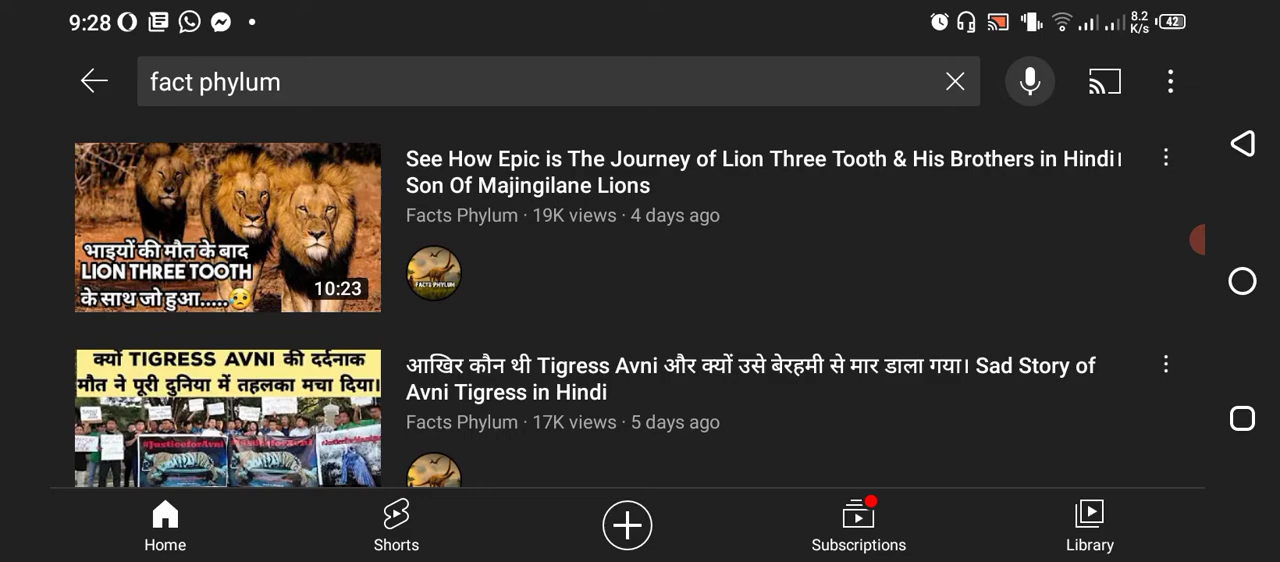 9:28
8.2
K/s
42
fact phylum
See How Epic is The Journey of Lion Three Tooth & His Brothers in Hindi।
Son Of Majingilane Lions
Facts Phylum · 19K views · 4 days ago
भाइयों की मौत के बाद
LION THREE TOOTH
के साथ जो हुआ.....😥
10:23
FACTS PHYLUM
क्यों TIGRESS AVNI की दर्दनाक
मौत ने पूरी दुनिया में तहलका मचा दिया।
#JusticeforAvni
आखिर कौन थी Tigress Avni और क्यों उसे बेरहमी से मार डाला गया। Sad Story of
Avni Tigress in Hindi
Facts Phylum · 17K views · 5 days ago
Home
Shorts
Subscriptions
Library